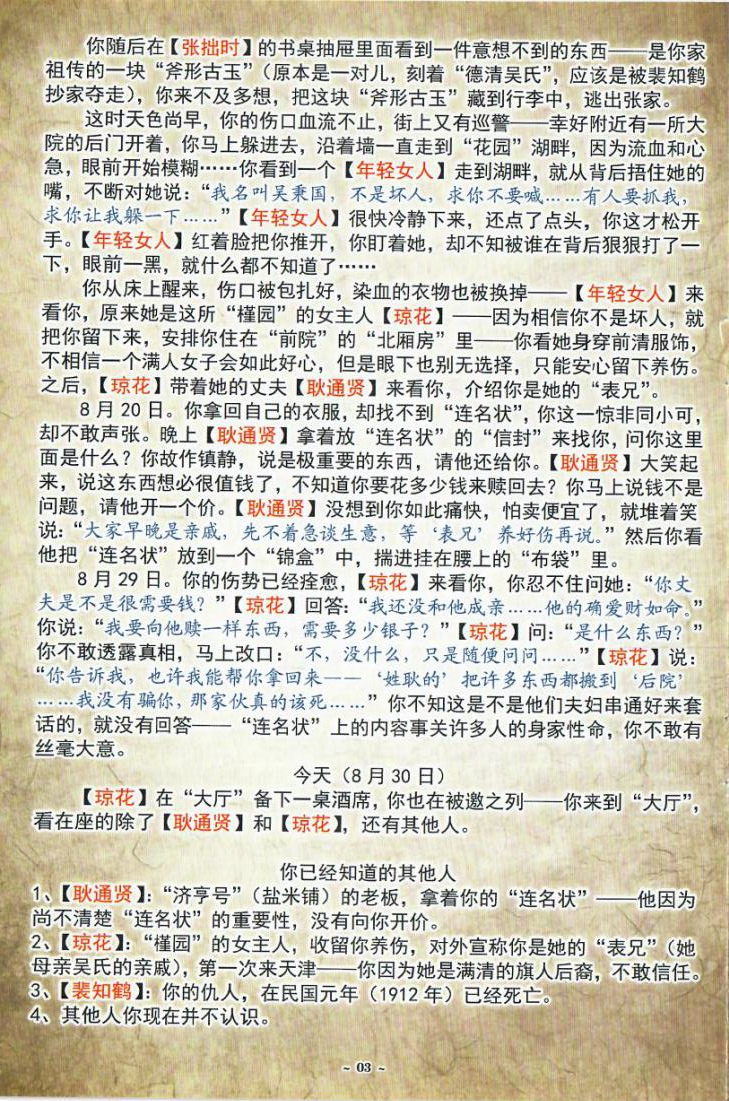 你随后在【张拙时】的书桌抽屉里面看到一件意想不到的东西——是你家
祖传的一块“斧形古玉”（原本是一对儿，刻着“德清吴氏”，应该是被裴知鹤
抄家夺走），你来不及多想，把这块“斧形古玉”藏到行李中，逃出张家。
这时天色尚早，你的伤口血流不止，街上又有巡警——幸好附近有一所大
院的后门开着，你马上躲进去，沿着墙一直走到“花园”湖畔，因为流血和心
急，眼前开始模糊……你看到一个【年轻女人】走到湖畔，就从背后捂住她的
嘴，不断对她说：“我名叫吴秉国，不是坏人，求你不要喊……有人要抓我，
求你让我躲一下……”【年轻女人】很快冷静下来，还点了点头，你这才松开
手。【年轻女人】红着脸把你推开，你盯着她，却不知被谁在背后狠狠打了一
下，眼前一黑，就什么都不知道了……
你从床上醒来，伤口被包扎好，染血的衣物也被换掉——【年轻女人】来
看你，原来她是这所“槿园”的女主人【琼花】——因为相信你不是坏人，就
把你留下来，安排你住在“前院”的“北厢房”里——你看她身穿前清服饰，
不相信一个满人女子会如此好心，但是眼下也别无选择，只能安心留下养伤。
之后，【琼花】带着她的丈夫【耿通贤】来看你，介绍你是她的“表兄”。
8月20日。你拿回自己的衣服，却找不到“连名状”，你这一惊非同小可，
却不敢声张。晚上【耿通贤】拿着放“连名状”的“信封”来找你，问你这里
面是什么？你故作镇静，说是极重要的东西，请他还给你。【耿通贤】大笑起
来，说这东西想必很值钱了，不知道你要花多少钱来赎回去？你马上说钱不是
问题，请他开一个价。【耿通贤】没想到你如此痛快，怕卖便宜了，就堆着笑
说：“大家早晚是亲戚，先不着急谈生意，等‘表兄’养好伤再说。”然后你看
他把“连名状”放到一个“锦盒”中，揣进挂在腰上的“布袋”里。
8月29日。你的伤势已经痊愈，【琼花】来看你，你忍不住问她：“你丈
夫是不是很需要钱？”【琼花】回答：“我还没和他成亲……他的确爱财如命。”
你说：“我要向他赎一样东西，需要多少银子？”【琼花】问：“是什么东西？”
你不敢透露真相，马上改口：“不，没什么，只是随便问问……”【琼花】说：
“你告诉我，也许我能帮你拿回来——‘姓耿的’把许多东西都搬到‘后院’
……我没有骗你，那家伙真的该死……”你不知这是不是他们夫妇串通好来套
话的，就没有回答——“连名状”上的内容事关许多人的身家性命，你不敢有
丝毫大意。
今天（8月30日）
【琼花】在“大厅”备下一桌酒席，你也在被邀之列——你来到“大厅”，
看在座的除了【耿通贤】和【琼花】，还有其他人。
你已经知道的其他人
1、【耿通贤】：“济亨号”（盐米铺）的老板，拿着你的“连名状”——他因为
尚不清楚“连名状”的重要性，没有向你开价。
2、【琼花】：“槿园”的女主人，收留你养伤，对外宣称你是她的“表兄”（她
母亲吴氏的亲戚），第一次来天津——你因为她是满清的旗人后裔，不敢信任。
3、【裴知鹤】：你的仇人，在民国元年（1912年）已经死亡。
4、其他人你现在并不认识。
~ 03 ~